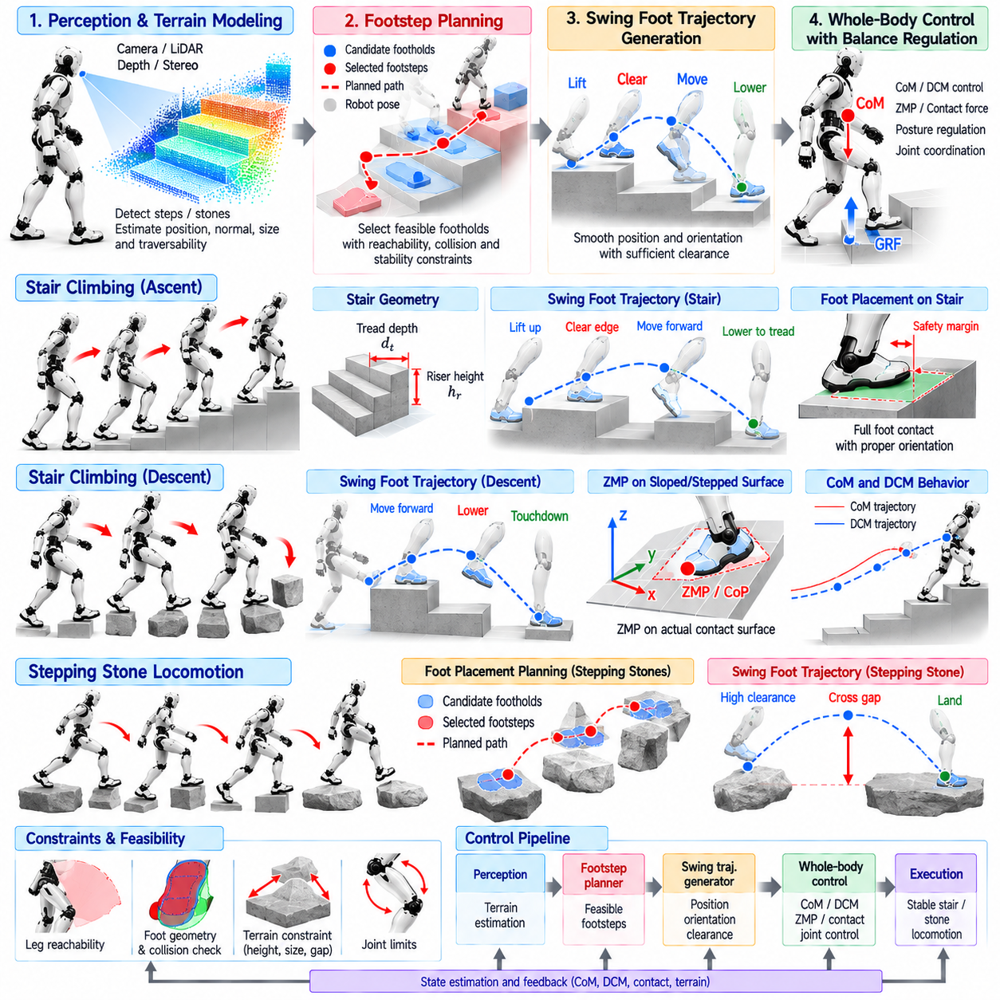 1. Perception & Terrain Modeling
Camera / LiDAR
Depth / Stereo
Detect steps / stones
Estimate position, normal, size
and traversability
2. Footstep Planning
Candidate footholds
Selected footsteps
Planned path
Robot pose
Select feasible footholds
with reachability, collision and
stability constraints
3. Swing Foot Trajectory
Generation
Lift
Clear
Move
Lower
Smooth position and orientation
with sufficient clearance
4. Whole-Body Control
with Balance Regulation
CoM
CoM / DCM control
ZMP / Contact force
Posture regulation
Joint coordination
GRF
Stair Climbing (Ascent)
Stair Geometry
Tread depth
d_t
Riser height
h_r
Swing Foot Trajectory (Stair)
Lift up
Clear edge
Move forward
Lower to tread
Foot Placement on Stair
Safety margin
Full foot contact
with proper orientation
Stair Climbing (Descent)
Swing Foot Trajectory (Descent)
Move forward
Lower
Touchdown
ZMP on Sloped/Stepped Surface
z
y
x
ZMP / CoP
ZMP on actual contact surface
CoM and DCM Behavior
CoM trajectory
DCM trajectory
Stepping Stone Locomotion
Foot Placement Planning (Stepping Stones)
Candidate footholds
Selected footsteps
Planned path
Swing Foot Trajectory (Stepping Stone)
High clearance
Cross gap
Land
Constraints & Feasibility
Leg reachability
Foot geometry
& collision check
Terrain constraint
(height, size, gap)
Joint limits
Control Pipeline
Perception
Terrain
estimation
Footstep
planner
Feasible
footsteps
Swing traj.
generator
Position
orientation
clearance
Whole-body
control
CoM / DCM
ZMP / contact
joint control
Execution
Stable stair /
stone
locomotion
State estimation and feedback (CoM, DCM, contact, terrain)